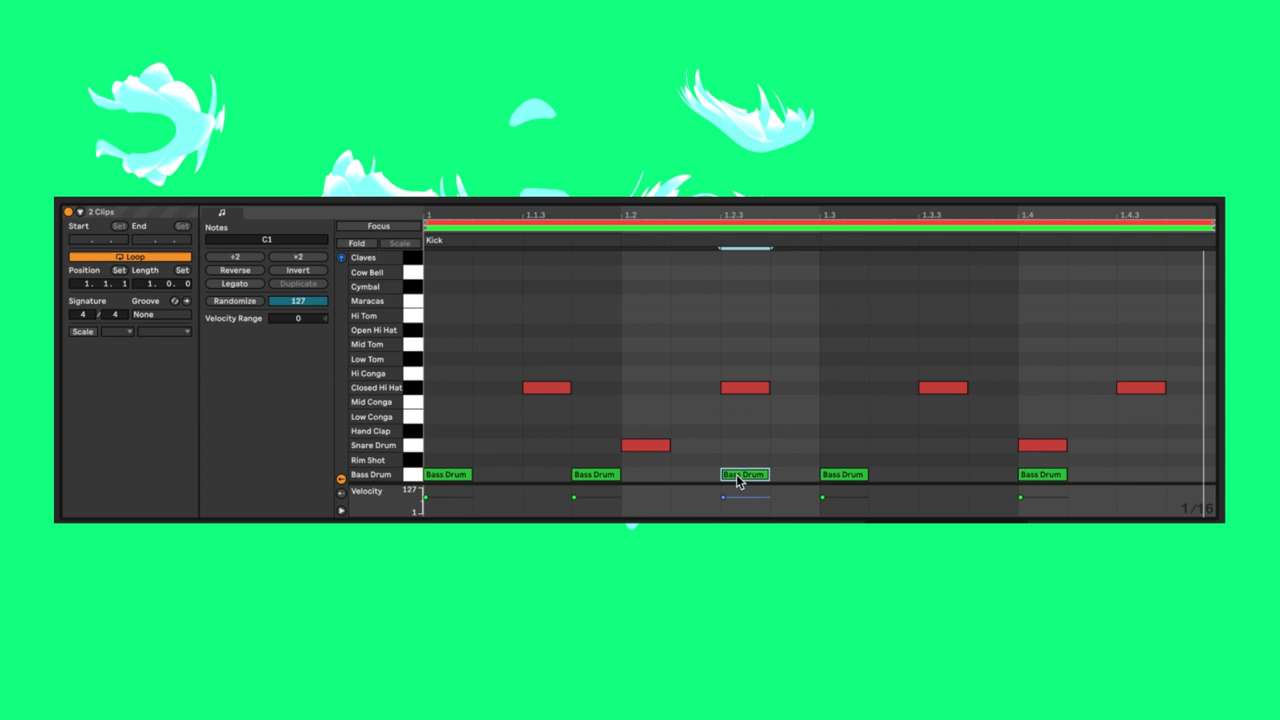 2 Clips
Start Set End Set
Loop
Position Set Length Set
1. 1. 1 1. 0. 0
Signature Groove
4 / 4 None
Scale
Notes
C1
÷2 ×2
Reverse Invert
Legato Duplicate
Randomize 127
Velocity Range 0
Focus
Fold Scale
1 1.1.3 1.2 1.2.3 1.3 1.3.3 1.4 1.4.3
Kick
Claves
Cow Bell
Cymbal
Maracas
Hi Tom
Open Hi Hat
Mid Tom
Low Tom
Hi Conga
Closed Hi Hat
Mid Conga
Low Conga
Hand Clap
Snare Drum
Rim Shot
Bass Drum Bass Drum Bass Drum Bass Drum Bass Drum Bass Drum
Velocity 127
1
1/16